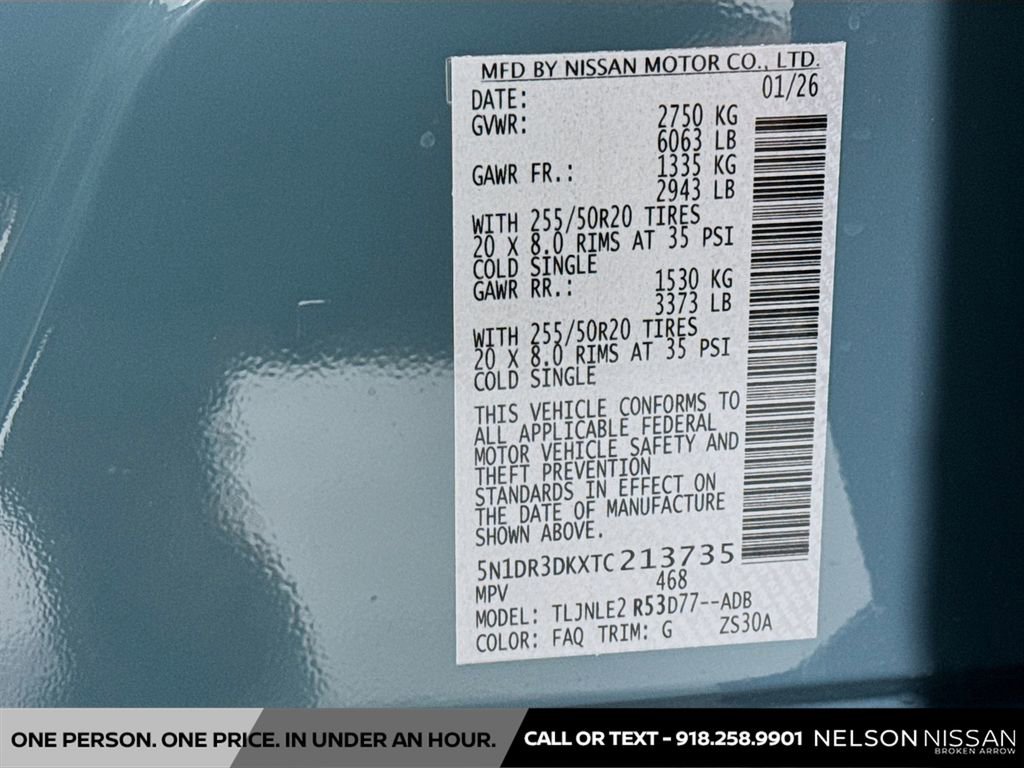 MFD BY NISSAN MOTOR CO., LTD.
DATE: 01/26
GVWR: 2750 KG
6063 LB
GAWR FR.: 1335 KG
2943 LB
WITH 255/50R20 TIRES
20 X 8.0 RIMS AT 35 PSI
COLD SINGLE
GAWR RR.: 1530 KG
3373 LB
WITH 255/50R20 TIRES
20 X 8.0 RIMS AT 35 PSI
COLD SINGLE
THIS VEHICLE CONFORMS TO
ALL APPLICABLE FEDERAL
MOTOR VEHICLE SAFETY AND
THEFT PREVENTION
STANDARDS IN EFFECT ON
THE DATE OF MANUFACTURE
SHOWN ABOVE.
5N1DR3DKXTC213735
MPV 468
MODEL: TLJNLE2 R53D77--ADB
COLOR: FAQ TRIM: G ZS30A
ONE PERSON. ONE PRICE. IN UNDER AN HOUR. CALL OR TEXT - 918.258.9901 NELSON NISSAN
BROKEN ARROW